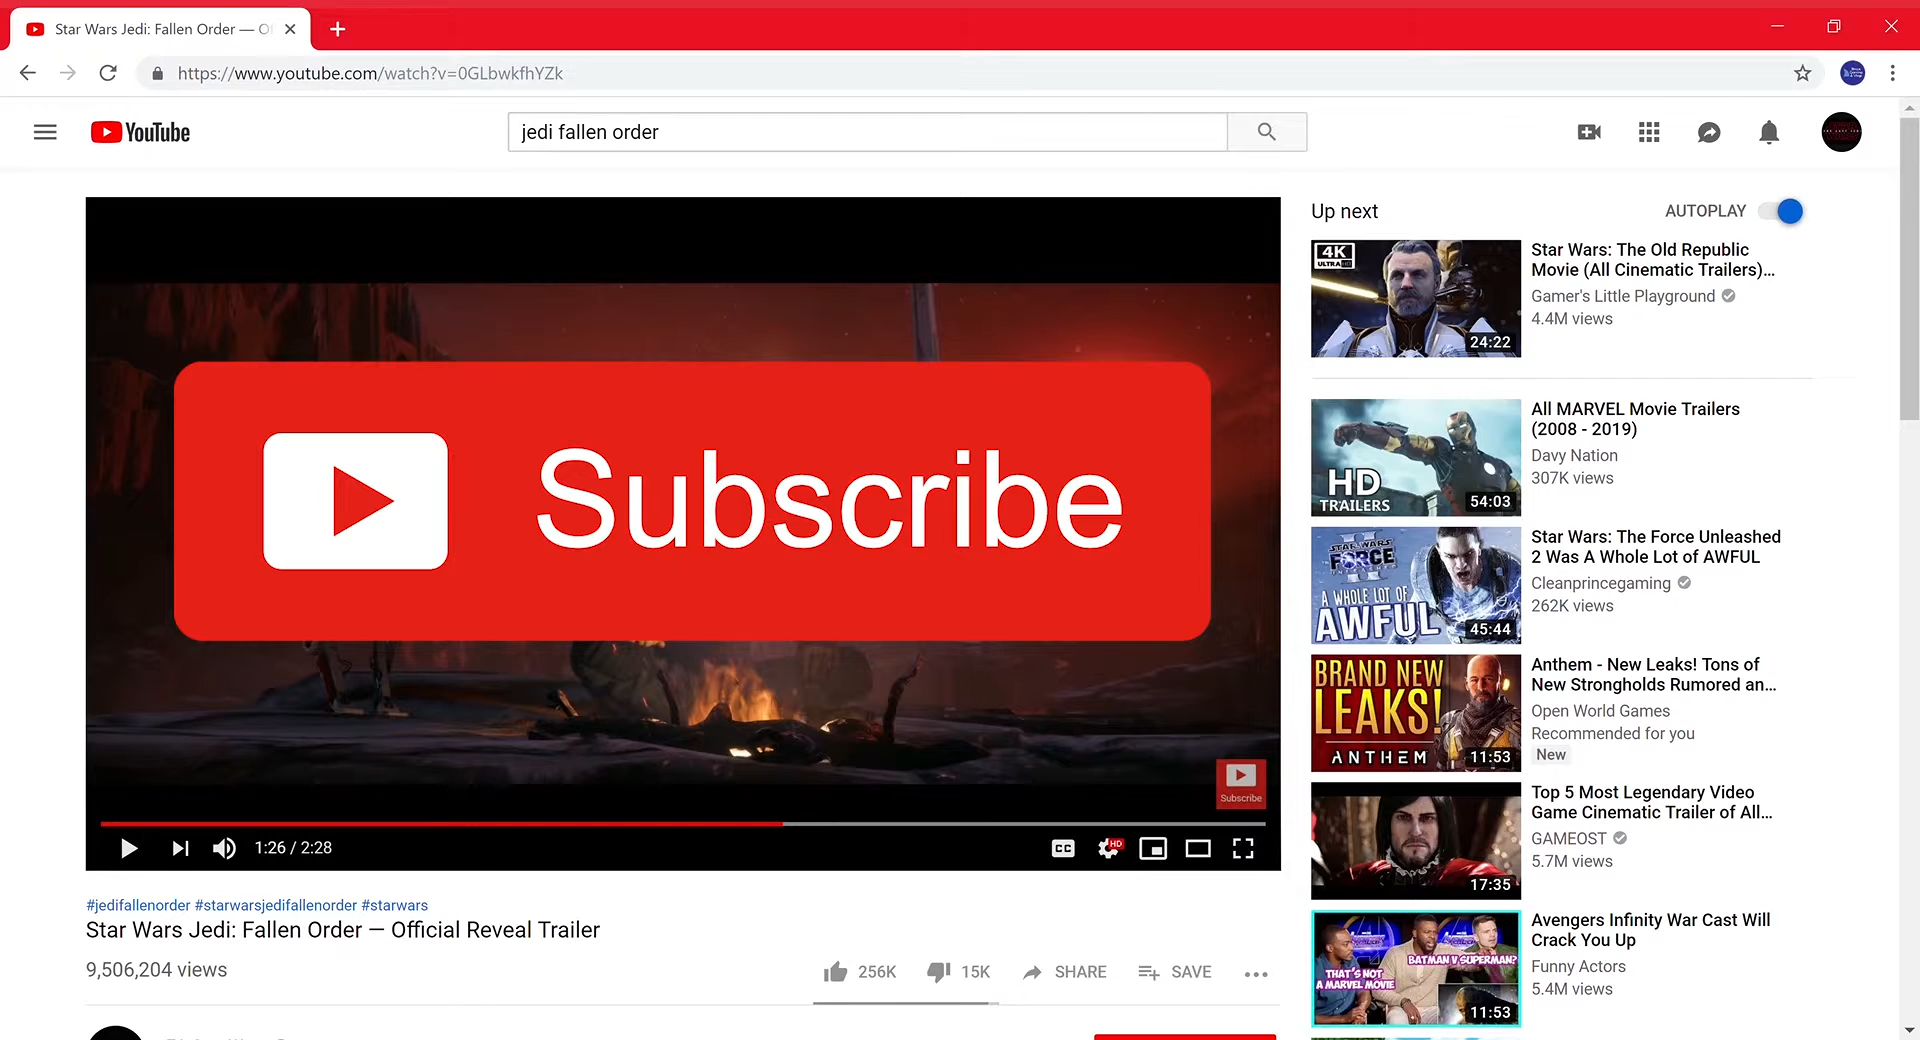 Star Wars Jedi: Fallen Order — O
https://www.youtube.com/watch?v=0GLbwkfhYZk
YouTube
jedi fallen order
Subscribe
Subscribe
1:26 / 2:28
CC
HD
#jedifallenorder #starwarsjedifallenorder #starwars
Star Wars Jedi: Fallen Order — Official Reveal Trailer
9,506,204 views
256K
15K
SHARE
SAVE
Up next
AUTOPLAY
4K
ULTRA HD
24:22
Star Wars: The Old Republic
Movie (All Cinematic Trailers)...
Gamer's Little Playground
4.4M views
HD
TRAILERS
54:03
All MARVEL Movie Trailers
(2008 - 2019)
Davy Nation
307K views
STAR WARS
FORCE
II
A WHOLE LOT OF
AWFUL
45:44
Star Wars: The Force Unleashed
2 Was A Whole Lot of AWFUL
Cleanprincegaming
262K views
BRAND NEW
LEAKS!
ANTHEM
11:53
Anthem - New Leaks! Tons of
New Strongholds Rumored an...
Open World Games
Recommended for you
New
17:35
Top 5 Most Legendary Video
Game Cinematic Trailer of All...
GAMEOST
5.7M views
BATMAN V SUPERMAN?
THAT'S NOT
A MARVEL MOVIE
11:53
Avengers Infinity War Cast Will
Crack You Up
Funny Actors
5.4M views